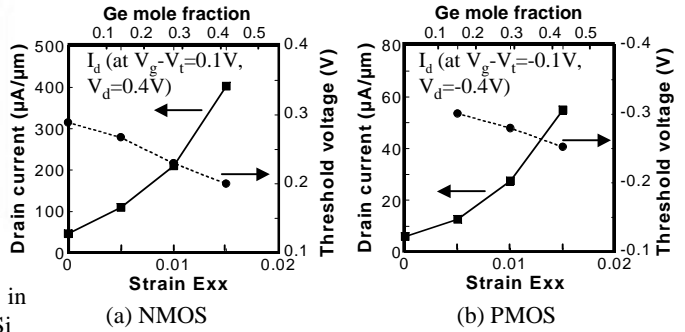 Ge mole fraction
0.1 0.2 0.3 0.4 0.5
Drain current (μA/μm)
500
400
300
200
100
0
I_d (at V_g-V_t=0.1V,
V_d=0.4V)
0.4
0.3
0.2
0.1
Threshold voltage (V)
0 0.01 0.02
Strain Exx
(a) NMOS
Ge mole fraction
0.1 0.2 0.3 0.4 0.5
Drain current (μA/μm)
80
60
40
20
0
I_d (at V_g-V_t=-0.1V,
V_d=-0.4V)
-0.4
-0.3
-0.2
-0.1
Threshold voltage (V)
0 0.01 0.02
Strain Exx
(b) PMOS
in
Si